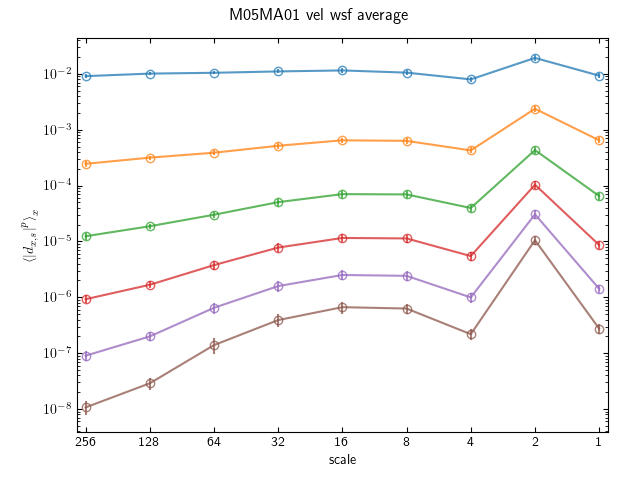 M05MA01 vel wsf average
10⁻²
10⁻³
10⁻⁴
10⁻⁵
10⁻⁶
10⁻⁷
10⁻⁸
⟨|d_{x,s}|^p⟩_x
256 128 64 32 16 8 4 2 1
scale